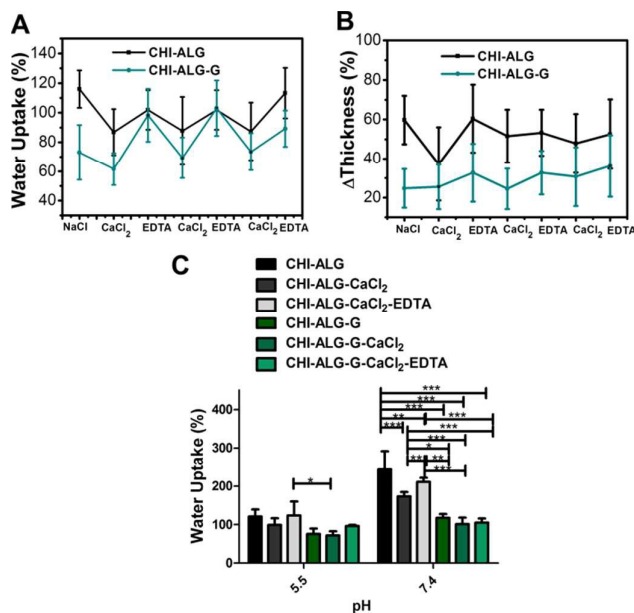 A
CHI-ALG
CHI-ALG-G
Water Uptake (%)
140
120
100
80
60
40
NaCl CaCl2 EDTA CaCl2 EDTA CaCl2 EDTA
B
CHI-ALG
CHI-ALG-G
ΔThickness (%)
100
80
60
40
20
NaCl CaCl2 EDTA CaCl2 EDTA CaCl2 EDTA
C
CHI-ALG
CHI-ALG-CaCl2
CHI-ALG-CaCl2-EDTA
CHI-ALG-G
CHI-ALG-G-CaCl2
CHI-ALG-G-CaCl2-EDTA
Water Uptake (%)
400
300
200
100
0
*
***
***
***
** ***
*** ***
***
*
*** **
***
5.5 7.4
pH